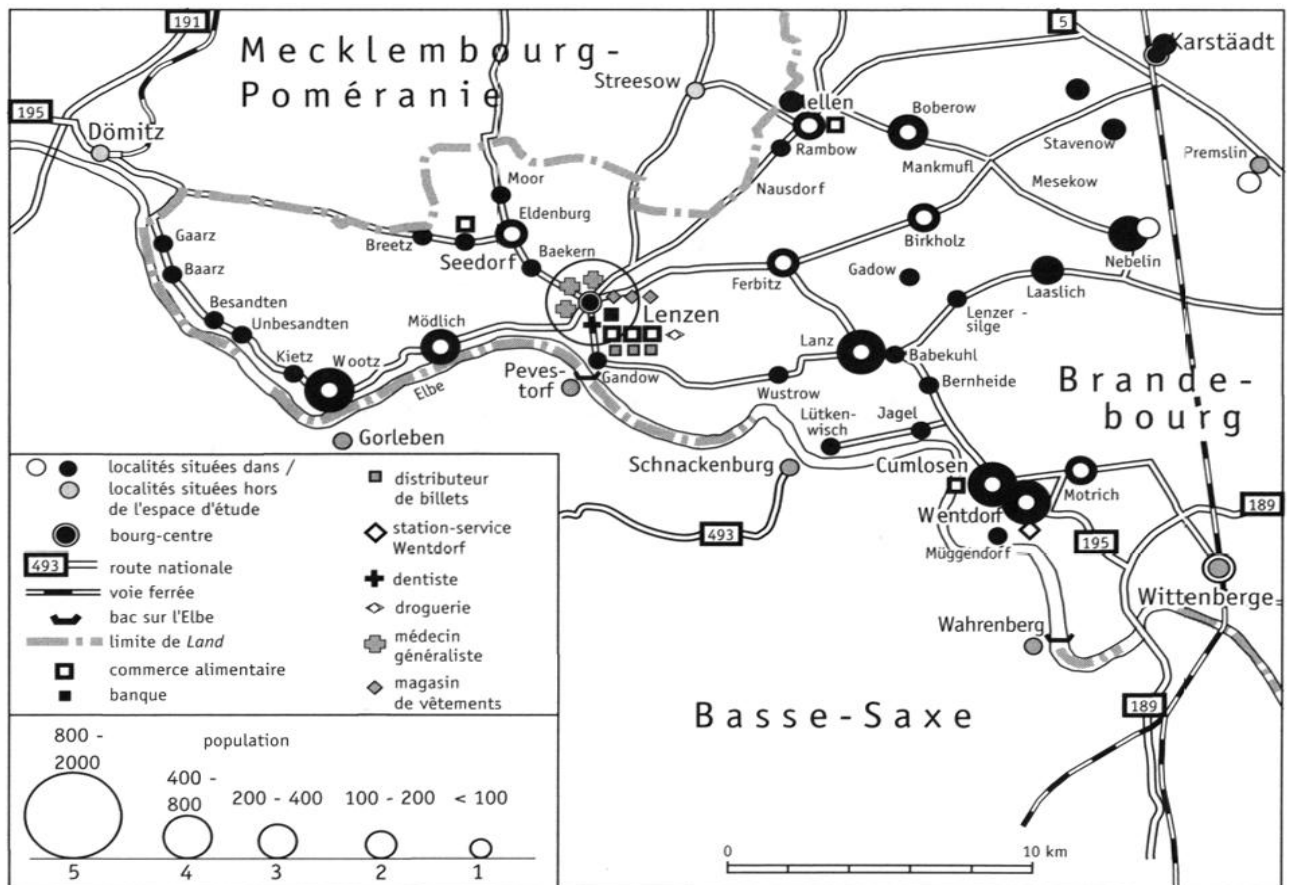 191
5
Mecklembourg-
Poméranie
Karstäadt
Streesow
195
Dömitz
ellen
Boberow
Rambow
Mankmufl
Stavenow
Premslin
Moor
Nausdorf
Mesekow
Eldenburg
Gaarz
Breetz
Seedorf
Baekern
Birkholz
Nebelin
Baarz
Ferbitz
Gadow
Laaslich
Besandten
Unbesandten
Mödlich
Lenzen
Lenzer -
silge
Kietz
Wootz
Lanz
Babekuhl
Elbe
Peves-
torf
Gandow
Wustrow
Bernheide
Brande-
bourg
Lütken-
wisch
Jagel
Gorleben
Schnackenburg
Cumlosen
Motrich
493
Wentdorf
195
189
Müggendorf
Wittenberge
Wahrenberg
189
Basse-Saxe
localités situées dans /
localités situées hors
de l'espace d'étude
bourg-centre
493
route nationale
voie ferrée
bac sur l'Elbe
limite de Land
commerce alimentaire
banque
distributeur
de billets
station-service
Wentdorf
dentiste
droguerie
médecin
généraliste
magasin
de vêtements
population
800 -
2000
400 -
800
200 - 400
100 - 200
< 100
5
4
3
2
1
0
10 km